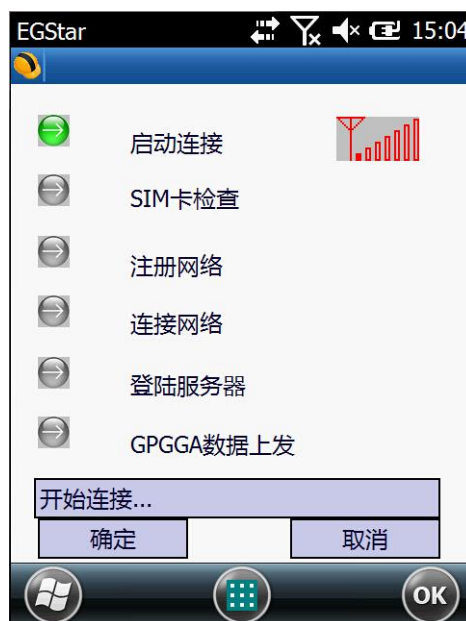 EGStar 15:04
启动连接
SIM卡检查
注册网络
连接网络
登陆服务器
GPGGA数据上发
开始连接...
确定 取消
OK